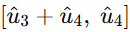 [û₃ + û₄, û₄]